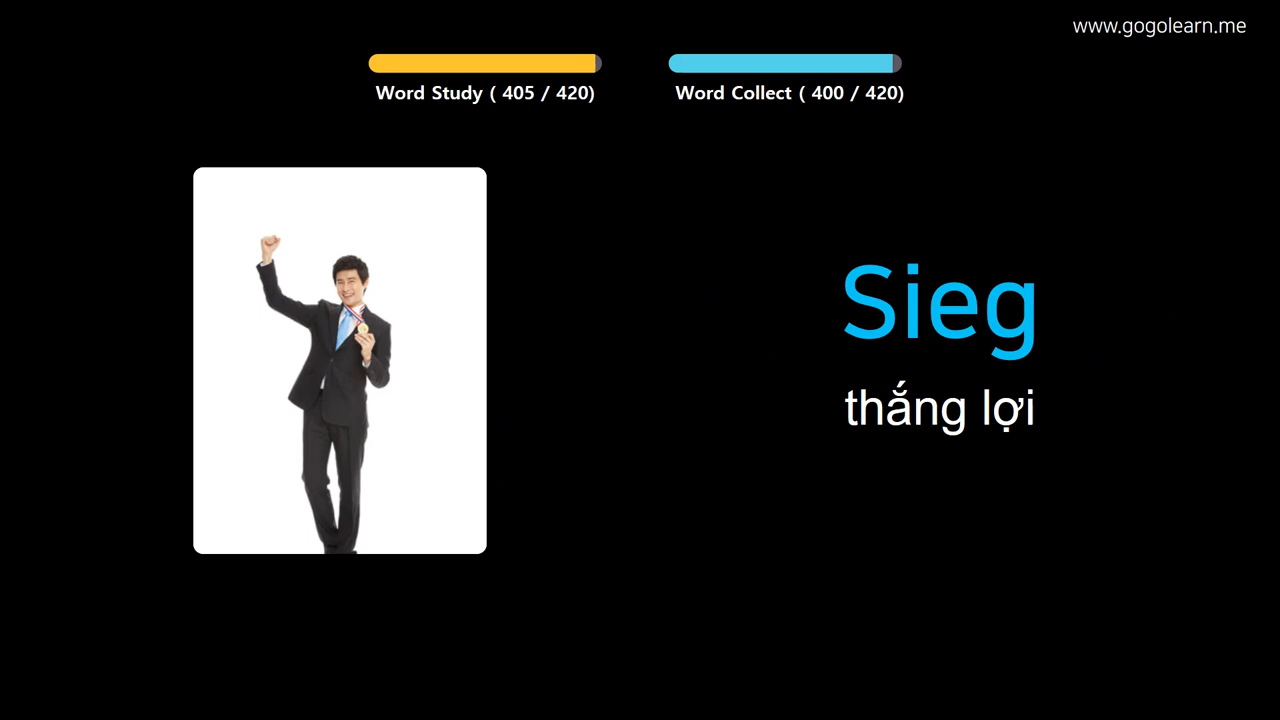 www.gogolearn.me
Word Study ( 405 / 420)
Word Collect ( 400 / 420)
Sieg
thắng lợi